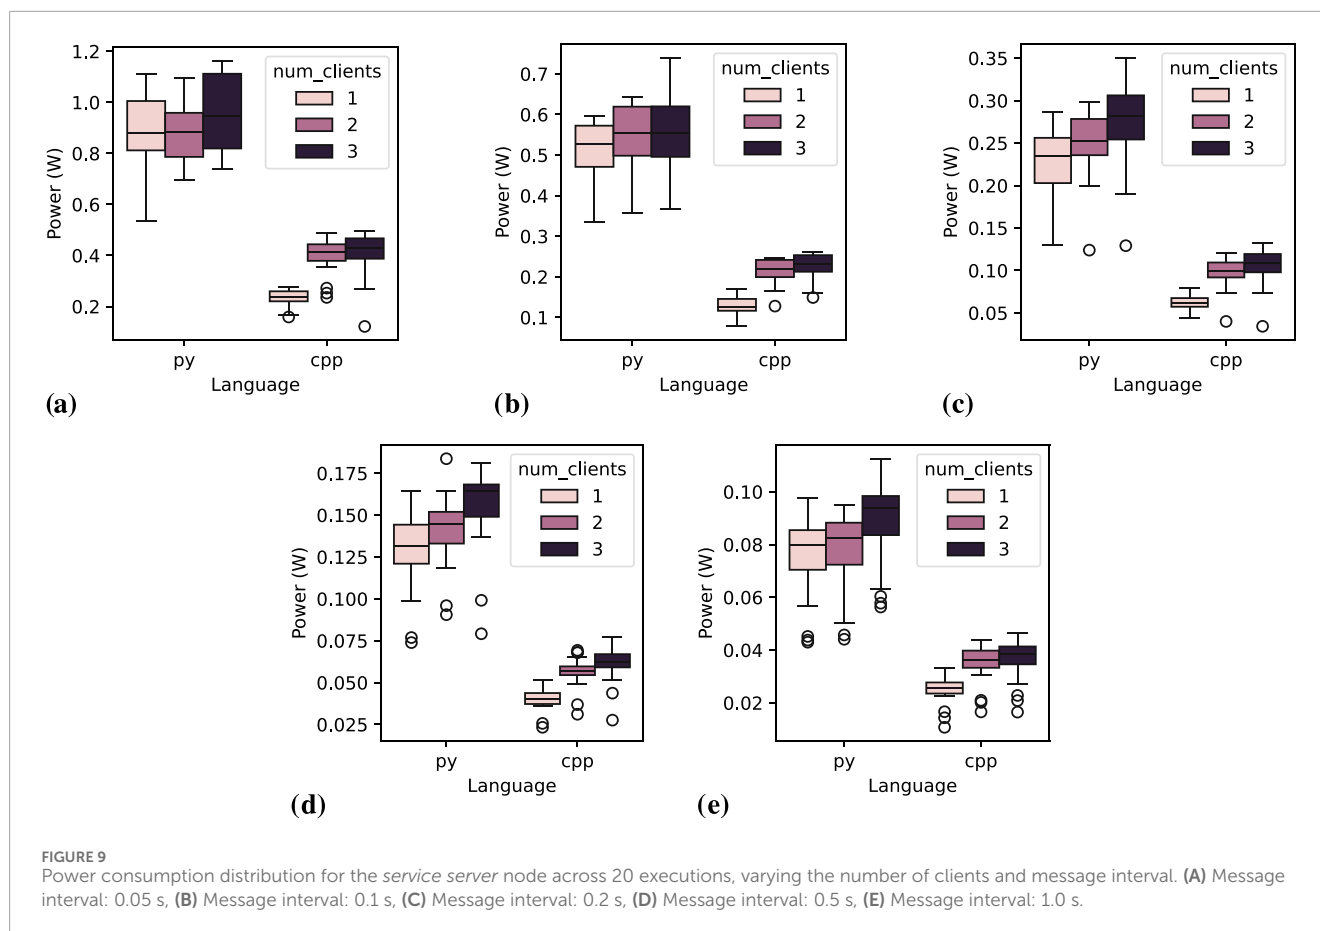 1.2
1.0
0.8
0.6
0.4
0.2
Power (W)
num_clients
1
2
3
py
cpp
Language
(a)
0.7
0.6
0.5
0.4
0.3
0.2
0.1
Power (W)
num_clients
1
2
3
py
cpp
Language
(b)
0.35
0.30
0.25
0.20
0.15
0.10
0.05
Power (W)
num_clients
1
2
3
py
cpp
Language
(c)
0.175
0.150
0.125
0.100
0.075
0.050
0.025
Power (W)
num_clients
1
2
3
py
cpp
Language
(d)
0.10
0.08
0.06
0.04
0.02
Power (W)
num_clients
1
2
3
py
cpp
Language
(e)
FIGURE 9
Power consumption distribution for the service server node across 20 executions, varying the number of clients and message interval. (A) Message
interval: 0.05 s, (B) Message interval: 0.1 s, (C) Message interval: 0.2 s, (D) Message interval: 0.5 s, (E) Message interval: 1.0 s.